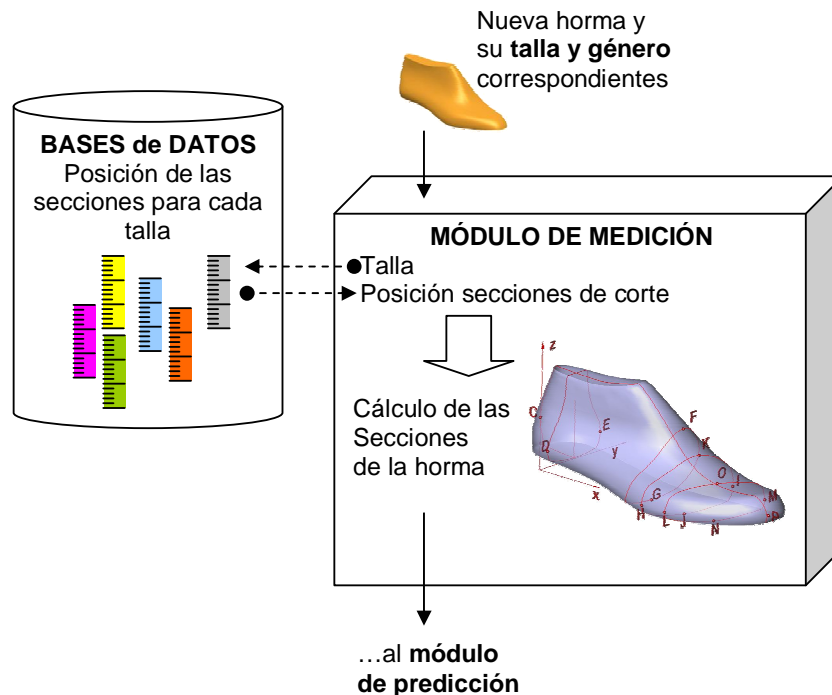 Nueva horma y
su talla y género
correspondientes
BASES de DATOS
Posición de las
secciones para cada
talla
MÓDULO DE MEDICIÓN
Talla
Posición secciones de corte
Cálculo de las
Secciones
de la horma
z
C
D
E
y
x
F
K
O
I
M
P
G
H
L
J
N
…al módulo
de predicción